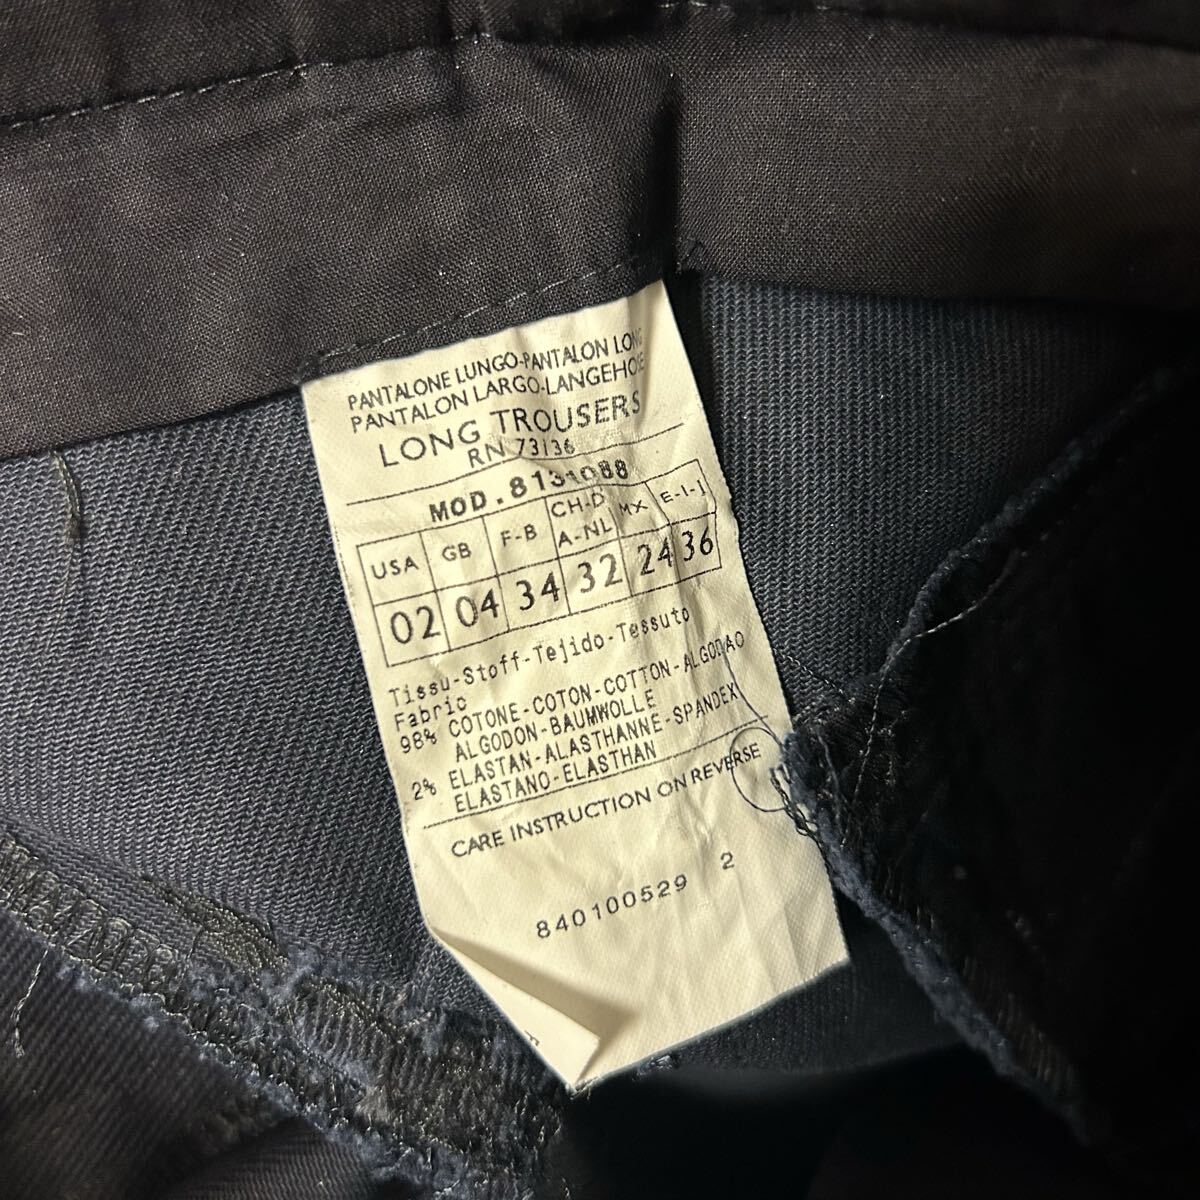 PANTALONE LUNGO-PANTALON LONG
PANTALON LARGO-LANGEHOSE
LONG TROUSERS
RN 73136
MOD. 8131088
USA GB F-B CH-D A-NL MX E-I-J
02 04 34 32 24 36
Tissu-Stoff-Tejido-Tessuto
Fabric
98% COTONE-COTON-COTTON-ALGODAO
ALGODON-BAUMWOLLE
2% ELASTAN-ALASTHANNE-SPANDEX
ELASTANO-ELASTHAN
CARE INSTRUCTION ON REVERSE
840100529 2